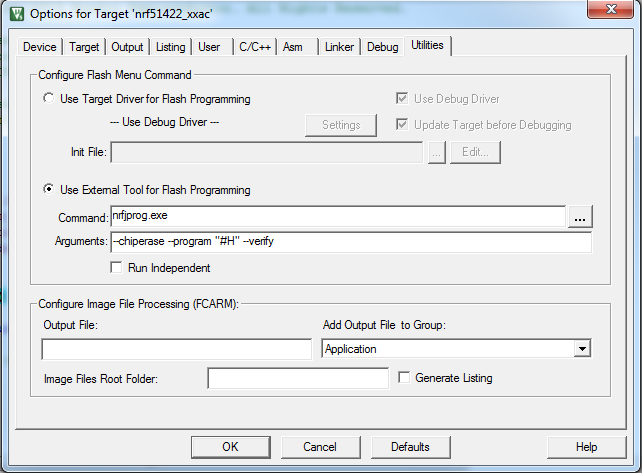 Options for Target 'nrf51422_xxac'
All Rights Reserved.
Device Target Output Listing User C/C++ Asm Linker Debug Utilities
Configure Flash Menu Command
Use Target Driver for Flash Programming
Use Debug Driver
--- Use Debug Driver ---
Settings
Update Target before Debugging
Init File:
...
Edit...
Use External Tool for Flash Programming
Command: nrfjprog.exe ...
Arguments: --chiperase --program "#H" --verify
Run Independent
Configure Image File Processing (FCARM):
Output File:
Add Output File to Group:
Application
Image Files Root Folder:
Generate Listing
OK Cancel Defaults Help